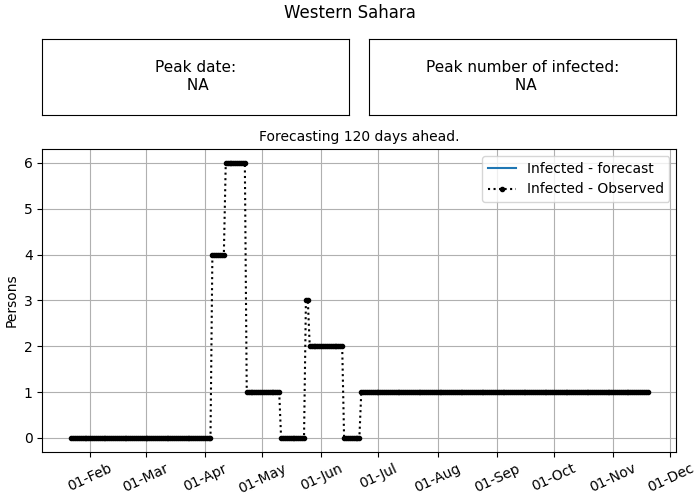 Western Sahara
Peak date:
NA
Peak number of infected:
NA
Forecasting 120 days ahead.
Infected - forecast
Infected - Observed
Persons
6
5
4
3
2
1
0
01-Feb
01-Mar
01-Apr
01-May
01-Jun
01-Jul
01-Aug
01-Sep
01-Oct
01-Nov
01-Dec